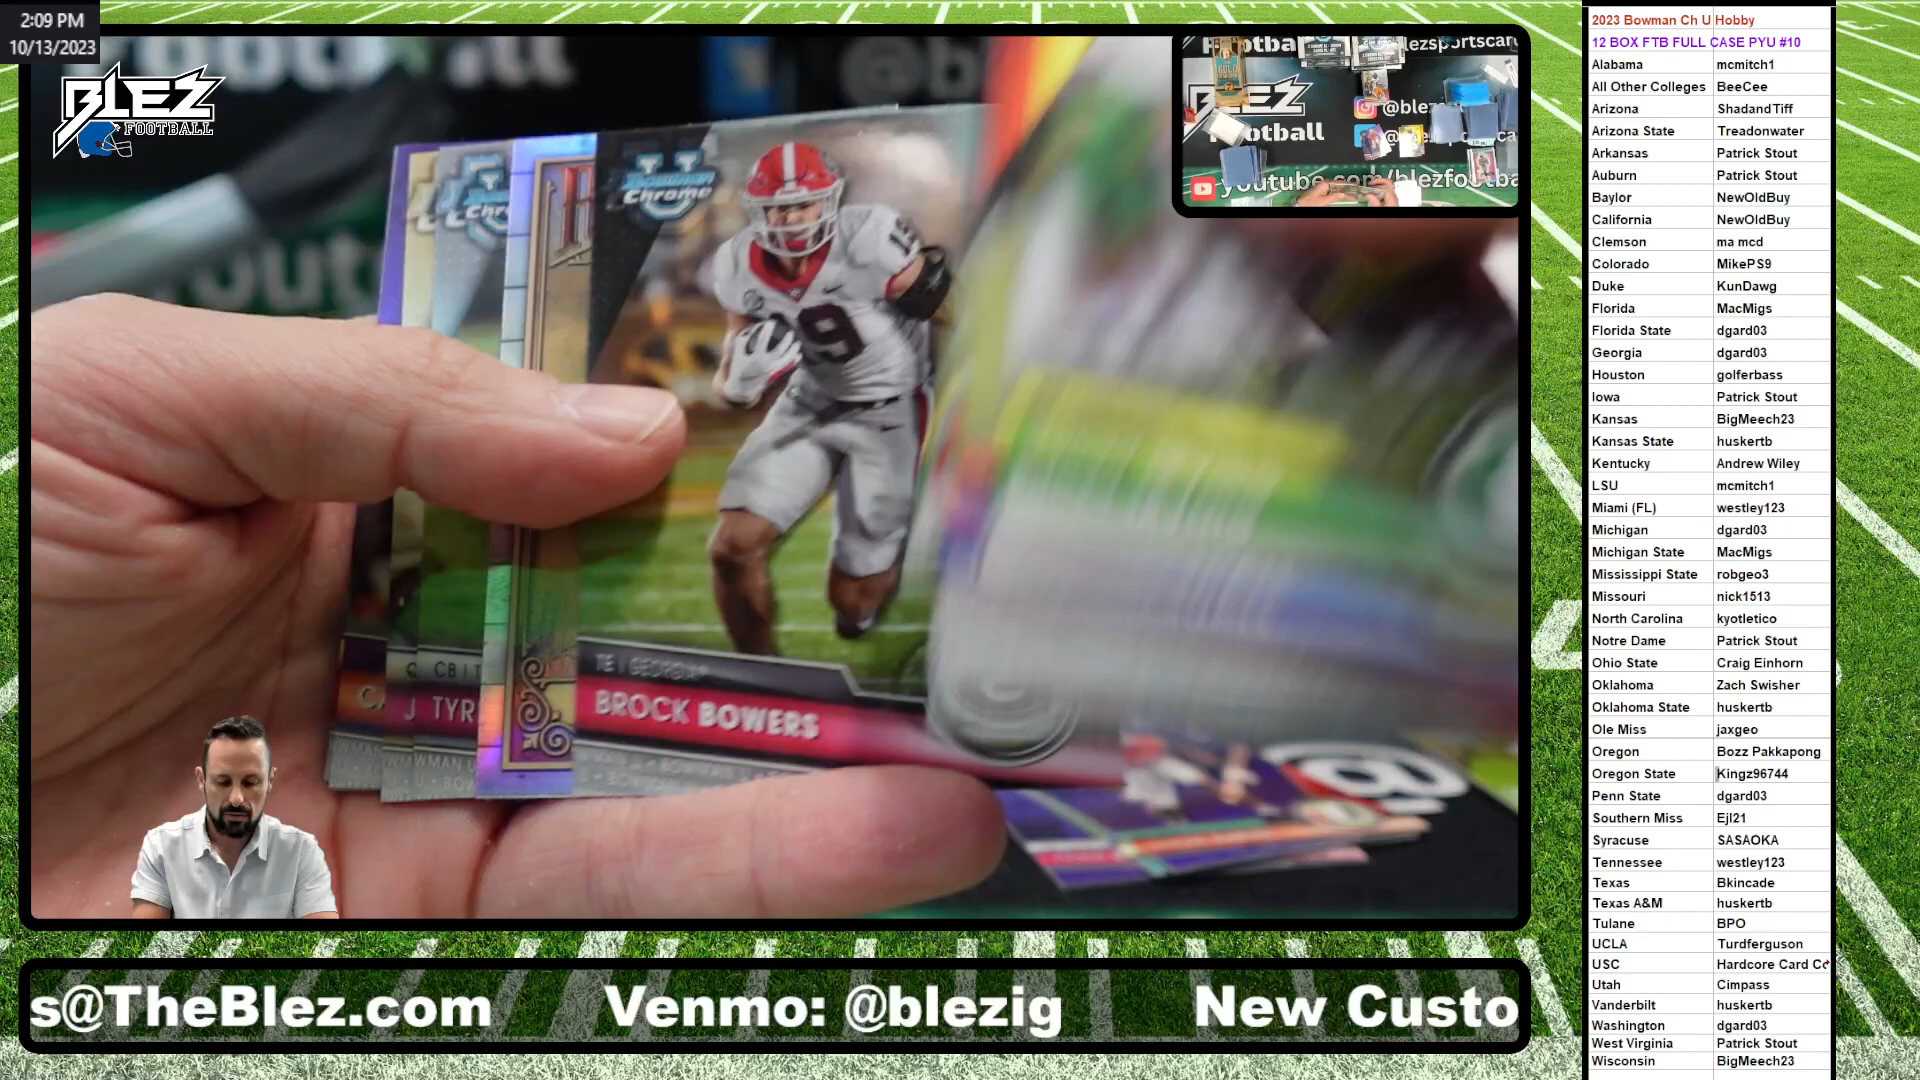 2:09 PM
10/13/2023
BLEZ
FOOTBALL
Bowman
Chrome
TE | GEORGIA
BROCK BOWERS
CB | T
J TYR
BLEZ
Football
@blez
youtube.com/blezfootba
s@TheBlez.com Venmo: @blezig New Custo
2023 Bowman Ch U Hobby
12 BOX FTB FULL CASE PYU #10
Alabama mcmitch1
All Other Colleges BeeCee
Arizona ShadandTiff
Arizona State Treadonwater
Arkansas Patrick Stout
Auburn Patrick Stout
Baylor NewOldBuy
California NewOldBuy
Clemson ma mcd
Colorado MikePS9
Duke KunDawg
Florida MacMigs
Florida State dgard03
Georgia dgard03
Houston golferbass
Iowa Patrick Stout
Kansas BigMeech23
Kansas State huskertb
Kentucky Andrew Wiley
LSU mcmitch1
Miami (FL) westley123
Michigan dgard03
Michigan State MacMigs
Mississippi State robgeo3
Missouri nick1513
North Carolina kyotletico
Notre Dame Patrick Stout
Ohio State Craig Einhorn
Oklahoma Zach Swisher
Oklahoma State huskertb
Ole Miss jaxgeo
Oregon Bozz Pakkapong
Oregon State Kingz96744
Penn State dgard03
Southern Miss Ejl21
Syracuse SASAOKA
Tennessee westley123
Texas Bkincade
Texas A&M huskertb
Tulane BPO
UCLA Turdferguson
USC Hardcore Card
Utah Cimpass
Vanderbilt huskertb
Washington dgard03
West Virginia Patrick Stout
Wisconsin BigMeech23